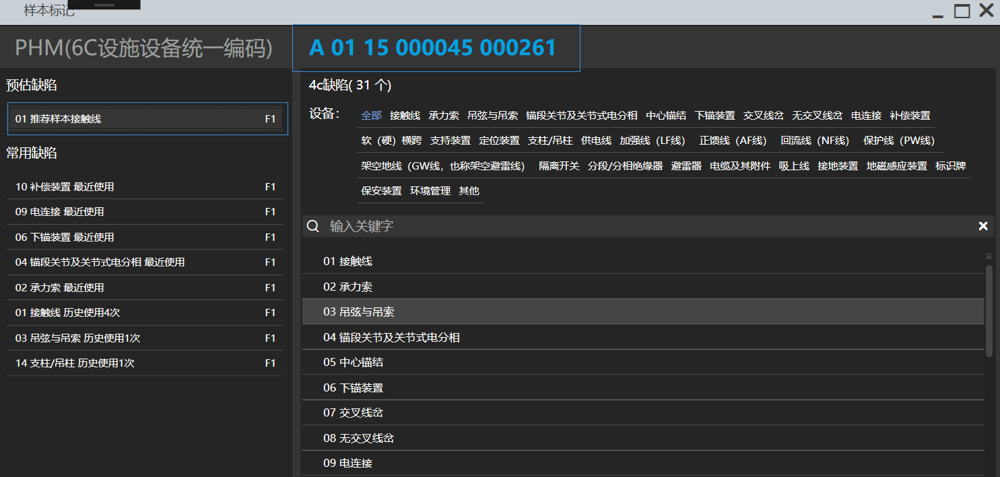 样本标记
PHM(6C设施设备统一编码)
A 01 15 000045 000261
预估缺陷
01 推荐样本接触线 F1
常用缺陷
10 补偿装置 最近使用 F1
09 电连接 最近使用 F1
06 下锚装置 最近使用 F1
04 锚段关节及关节式电分相 最近使用 F1
02 承力索 最近使用 F1
01 接触线 历史使用4次 F1
03 吊弦与吊索 历史使用1次 F1
14 支柱/吊柱 历史使用1次 F1
4c缺陷( 31 个)
设备： 全部 接触线 承力索 吊弦与吊索 锚段关节及关节式电分相 中心锚结 下锚装置 交叉线岔 无交叉线岔 电连接 补偿装置
软（硬）横跨 支持装置 定位装置 支柱/吊柱 供电线 加强线（LF线） 正馈线（AF线） 回流线（NF线） 保护线（PW线）
架空地线（GW线，也称架空避雷线） 隔离开关 分段/分相绝缘器 避雷器 电缆及其附件 吸上线 接地装置 地磁感应装置 标识牌
保安装置 环境管理 其他
输入关键字
01 接触线
02 承力索
03 吊弦与吊索
04 锚段关节及关节式电分相
05 中心锚结
06 下锚装置
07 交叉线岔
08 无交叉线岔
09 电连接